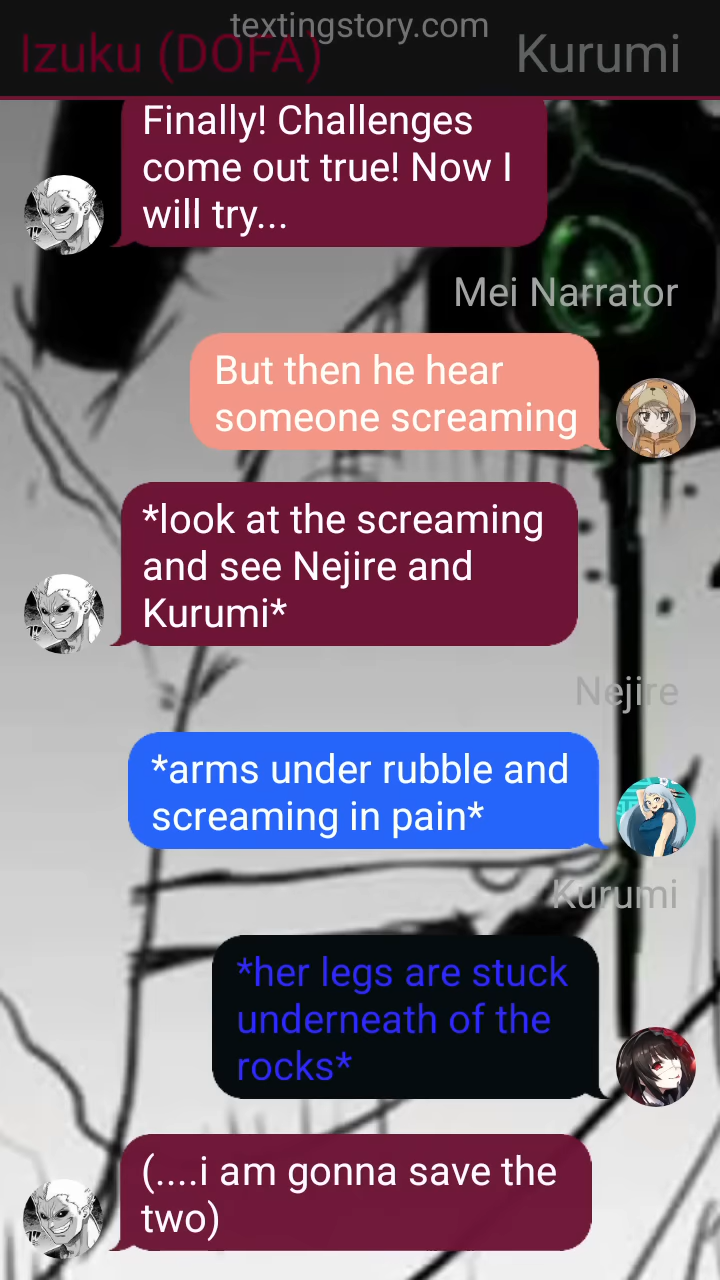 textingstory.com
Izuku (DOFA)
Kurumi
Finally! Challenges
come out true! Now I
will try...
Mei Narrator
But then he hear
someone screaming
*look at the screaming
and see Nejire and
Kurumi*
Nejire
*arms under rubble and
screaming in pain*
Kurumi
*her legs are stuck
underneath of the
rocks*
(....i am gonna save the
two)